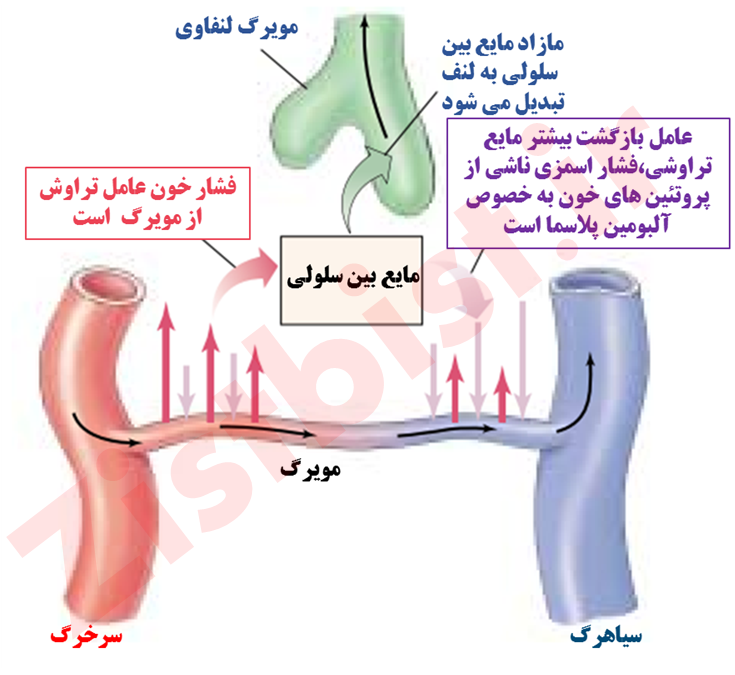 مویرگ لنفاوی
مازاد مایع بین
سلولی به لنف
تبدیل می شود
عامل بازگشت بیشتر مایع
تراوشی،فشار اسمزی ناشی از
پروتئین های خون به خصوص
آلبومین پلاسما است
فشار خون عامل تراوش
از مویرگ است
مایع بین سلولی
مویرگ
سرخرگ
سیاهرگ
Zistbist.ir